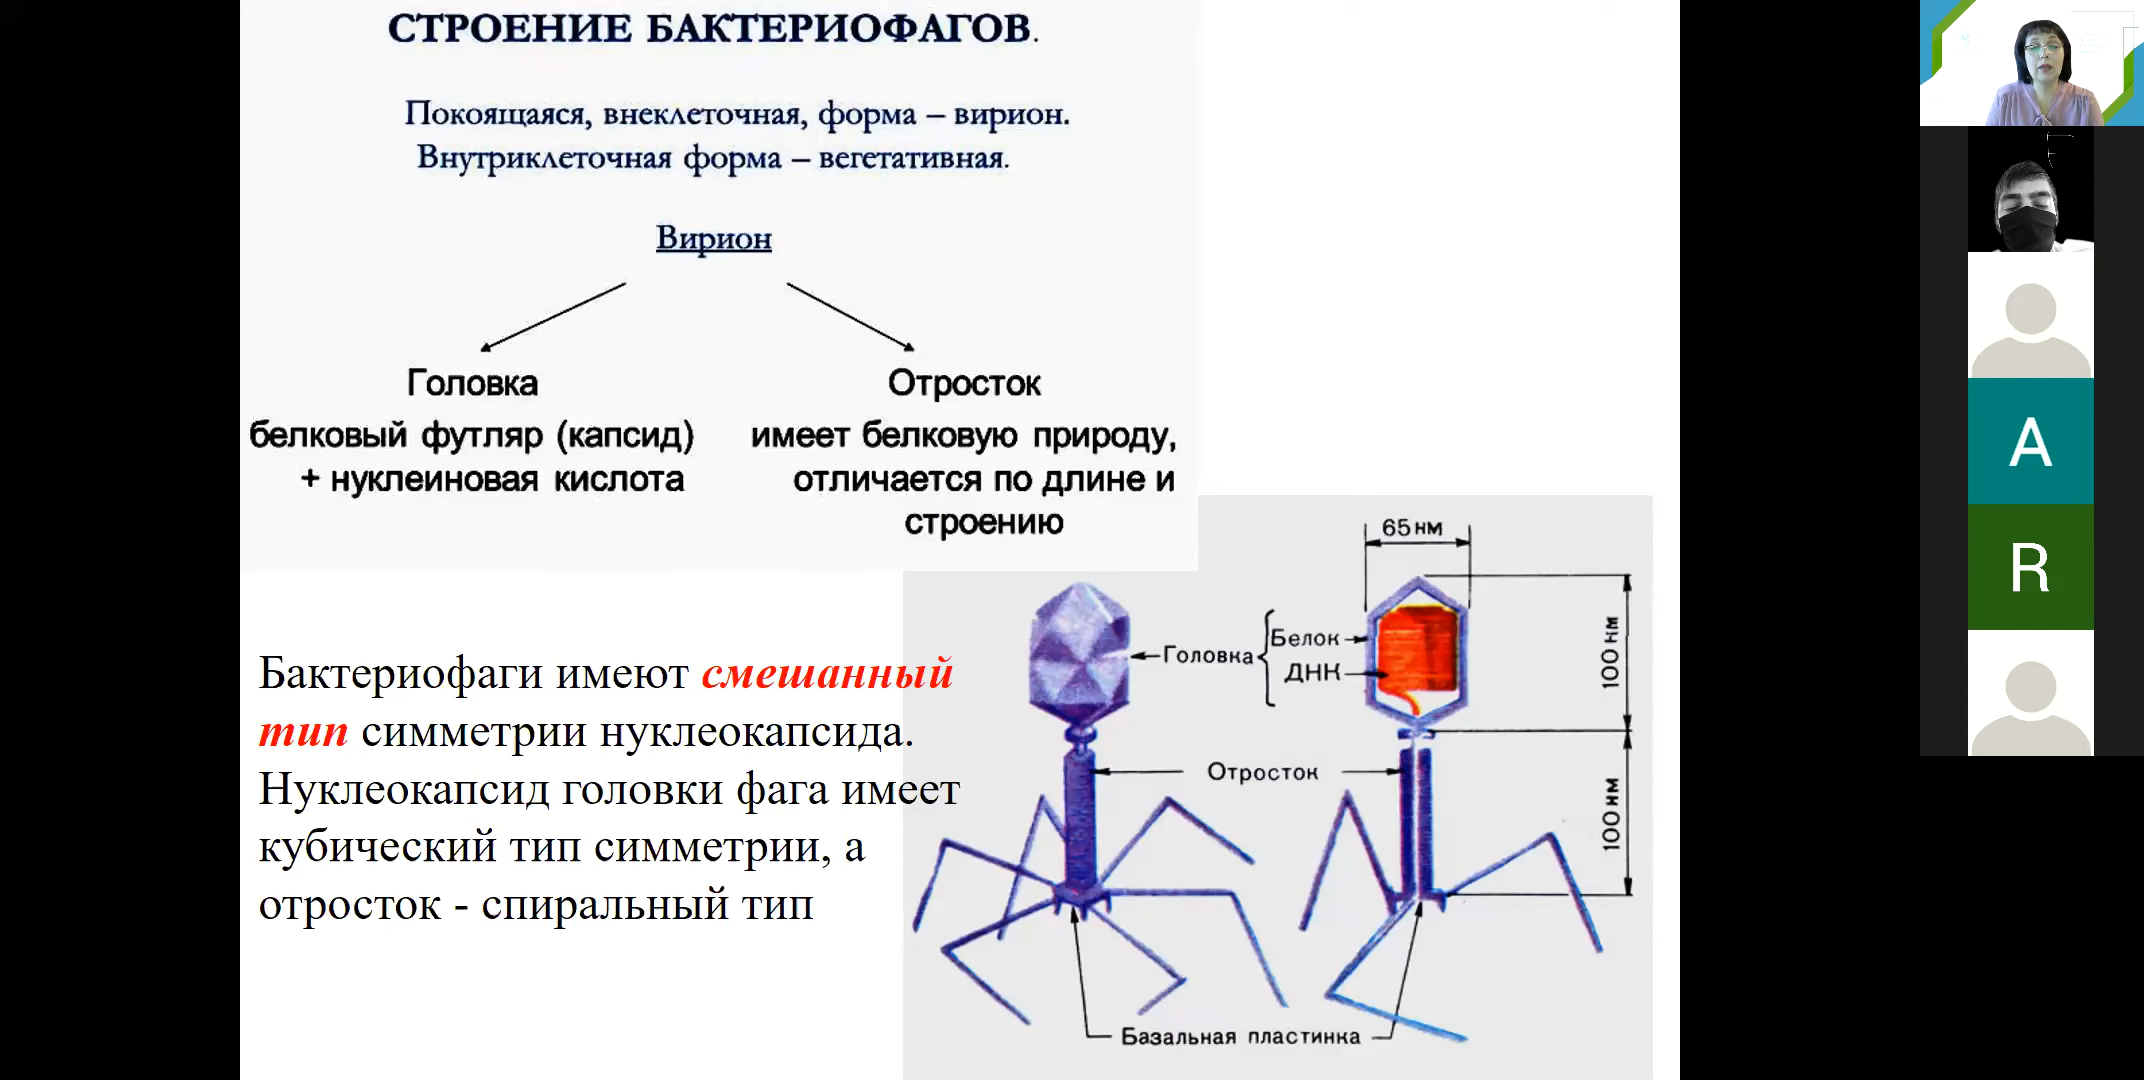 СТРОЕНИЕ БАКТЕРИОФАГОВ.
Покоящаяся, внеклеточная, форма – вирион.
Внутриклеточная форма – вегетативная.
Вирион
Головка
белковый футляр (капсид)
+ нуклеиновая кислота
Отросток
имеет белковую природу,
отличается по длине и
строению
Бактериофаги имеют смешанный
тип симметрии нуклеокапсида.
Нуклеокапсид головки фага имеет
кубический тип симметрии, а
отросток - спиральный тип
65 нм
Головка
Белок
ДНК
100 нм
Отросток
100 нм
Базальная пластинка
A
R